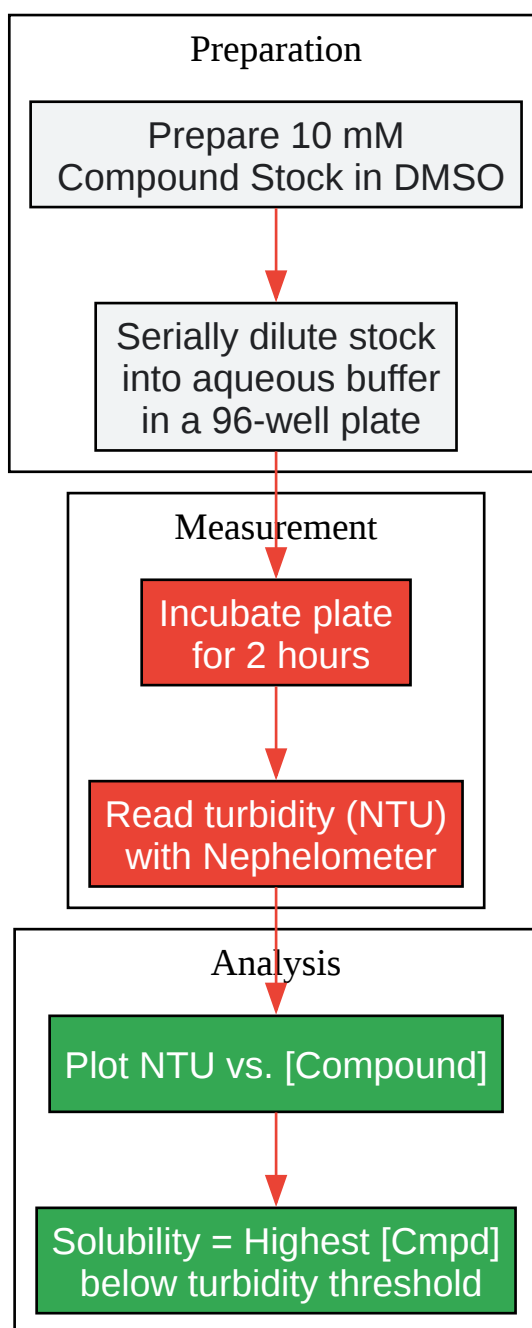 Preparation
Prepare 10 mM
Compound Stock in DMSO
Serially dilute stock
into aqueous buffer
in a 96-well plate
Measurement
Incubate plate
for 2 hours
Read turbidity (NTU)
with Nephelometer
Analysis
Plot NTU vs. [Compound]
Solubility = Highest [Cmpd]
below turbidity threshold